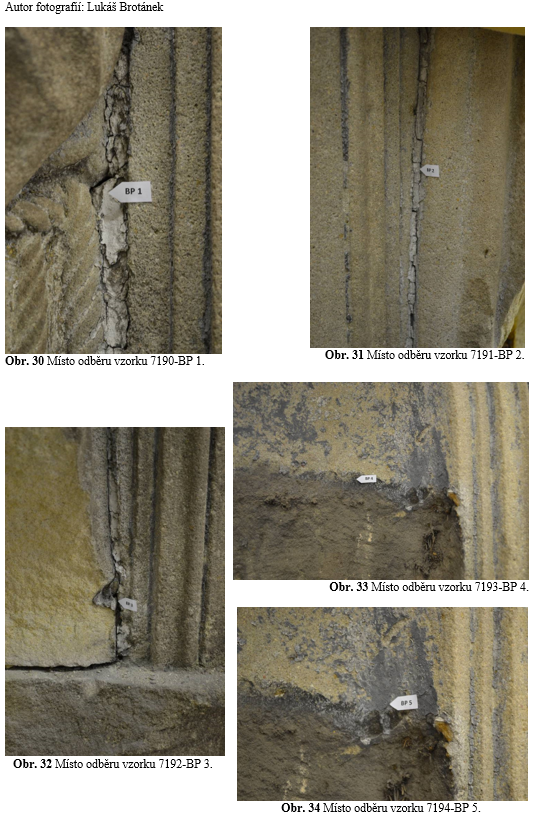 Autor fotografií: Lukáš Brotánek
BP 1
Obr. 30 Místo odběru vzorku 7190-BP 1.
BP 2
Obr. 31 Místo odběru vzorku 7191-BP 2.
BP 4
Obr. 33 Místo odběru vzorku 7193-BP 4.
BP 3
Obr. 32 Místo odběru vzorku 7192-BP 3.
BP 5
Obr. 34 Místo odběru vzorku 7194-BP 5.